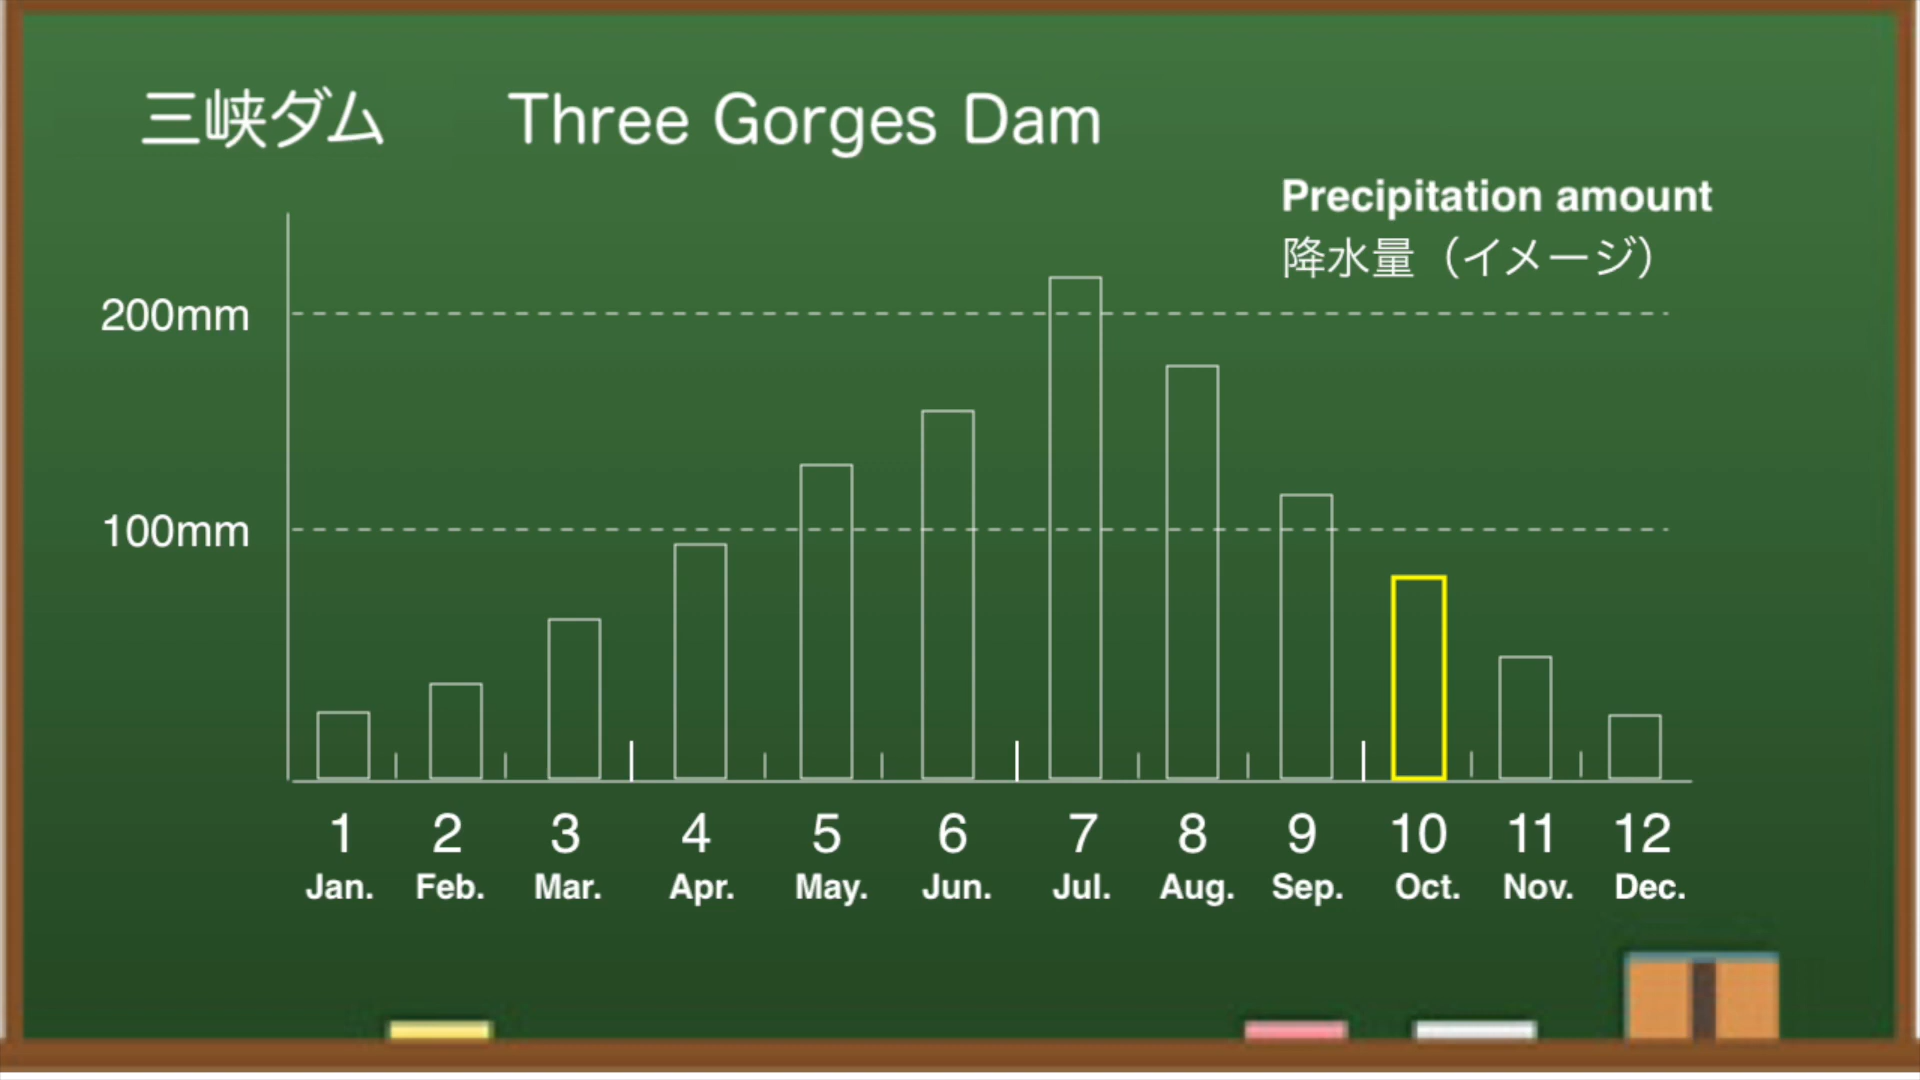 三峡ダム Three Gorges Dam
Precipitation amount
降水量（イメージ）
200mm
100mm
1 2 3 4 5 6 7 8 9 10 11 12
Jan. Feb. Mar. Apr. May. Jun. Jul. Aug. Sep. Oct. Nov. Dec.